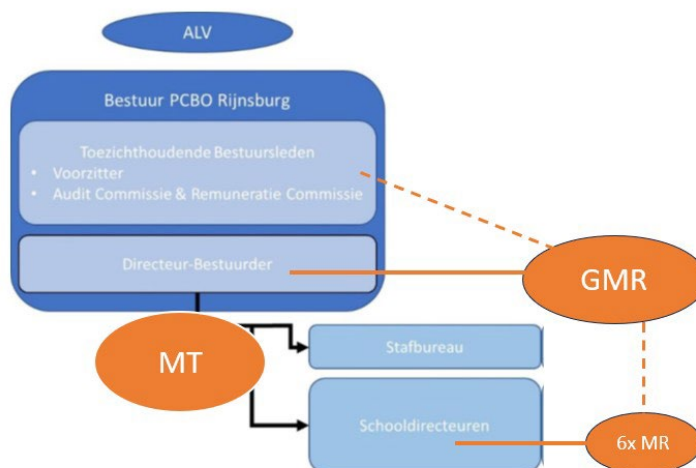 ALV
Bestuur PCBO Rijnsburg
Toezichthoudende Bestuursleden
• Voorzitter
• Audit Commissie & Remuneratie Commissie
Directeur-Bestuurder
GMR
MT
Stafbureau
Schooldirecteuren
6x MR